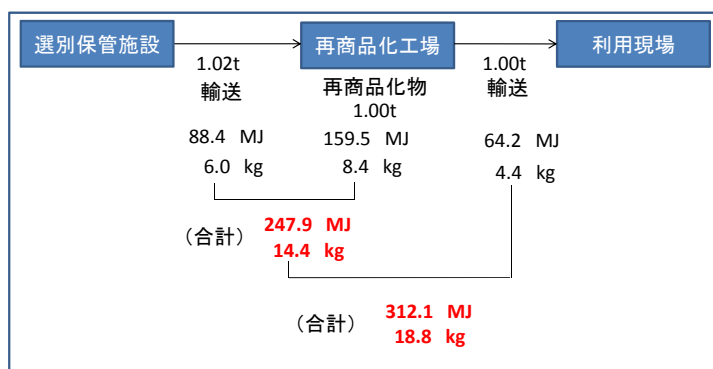 選別保管施設
再商品化工場
利用現場
1.02t
輸送
再商品化物
1.00t
1.00t
輸送
88.4 MJ
6.0 kg
159.5 MJ
8.4 kg
64.2 MJ
4.4 kg
（合計）
247.9 MJ
14.4 kg
（合計）
312.1 MJ
18.8 kg